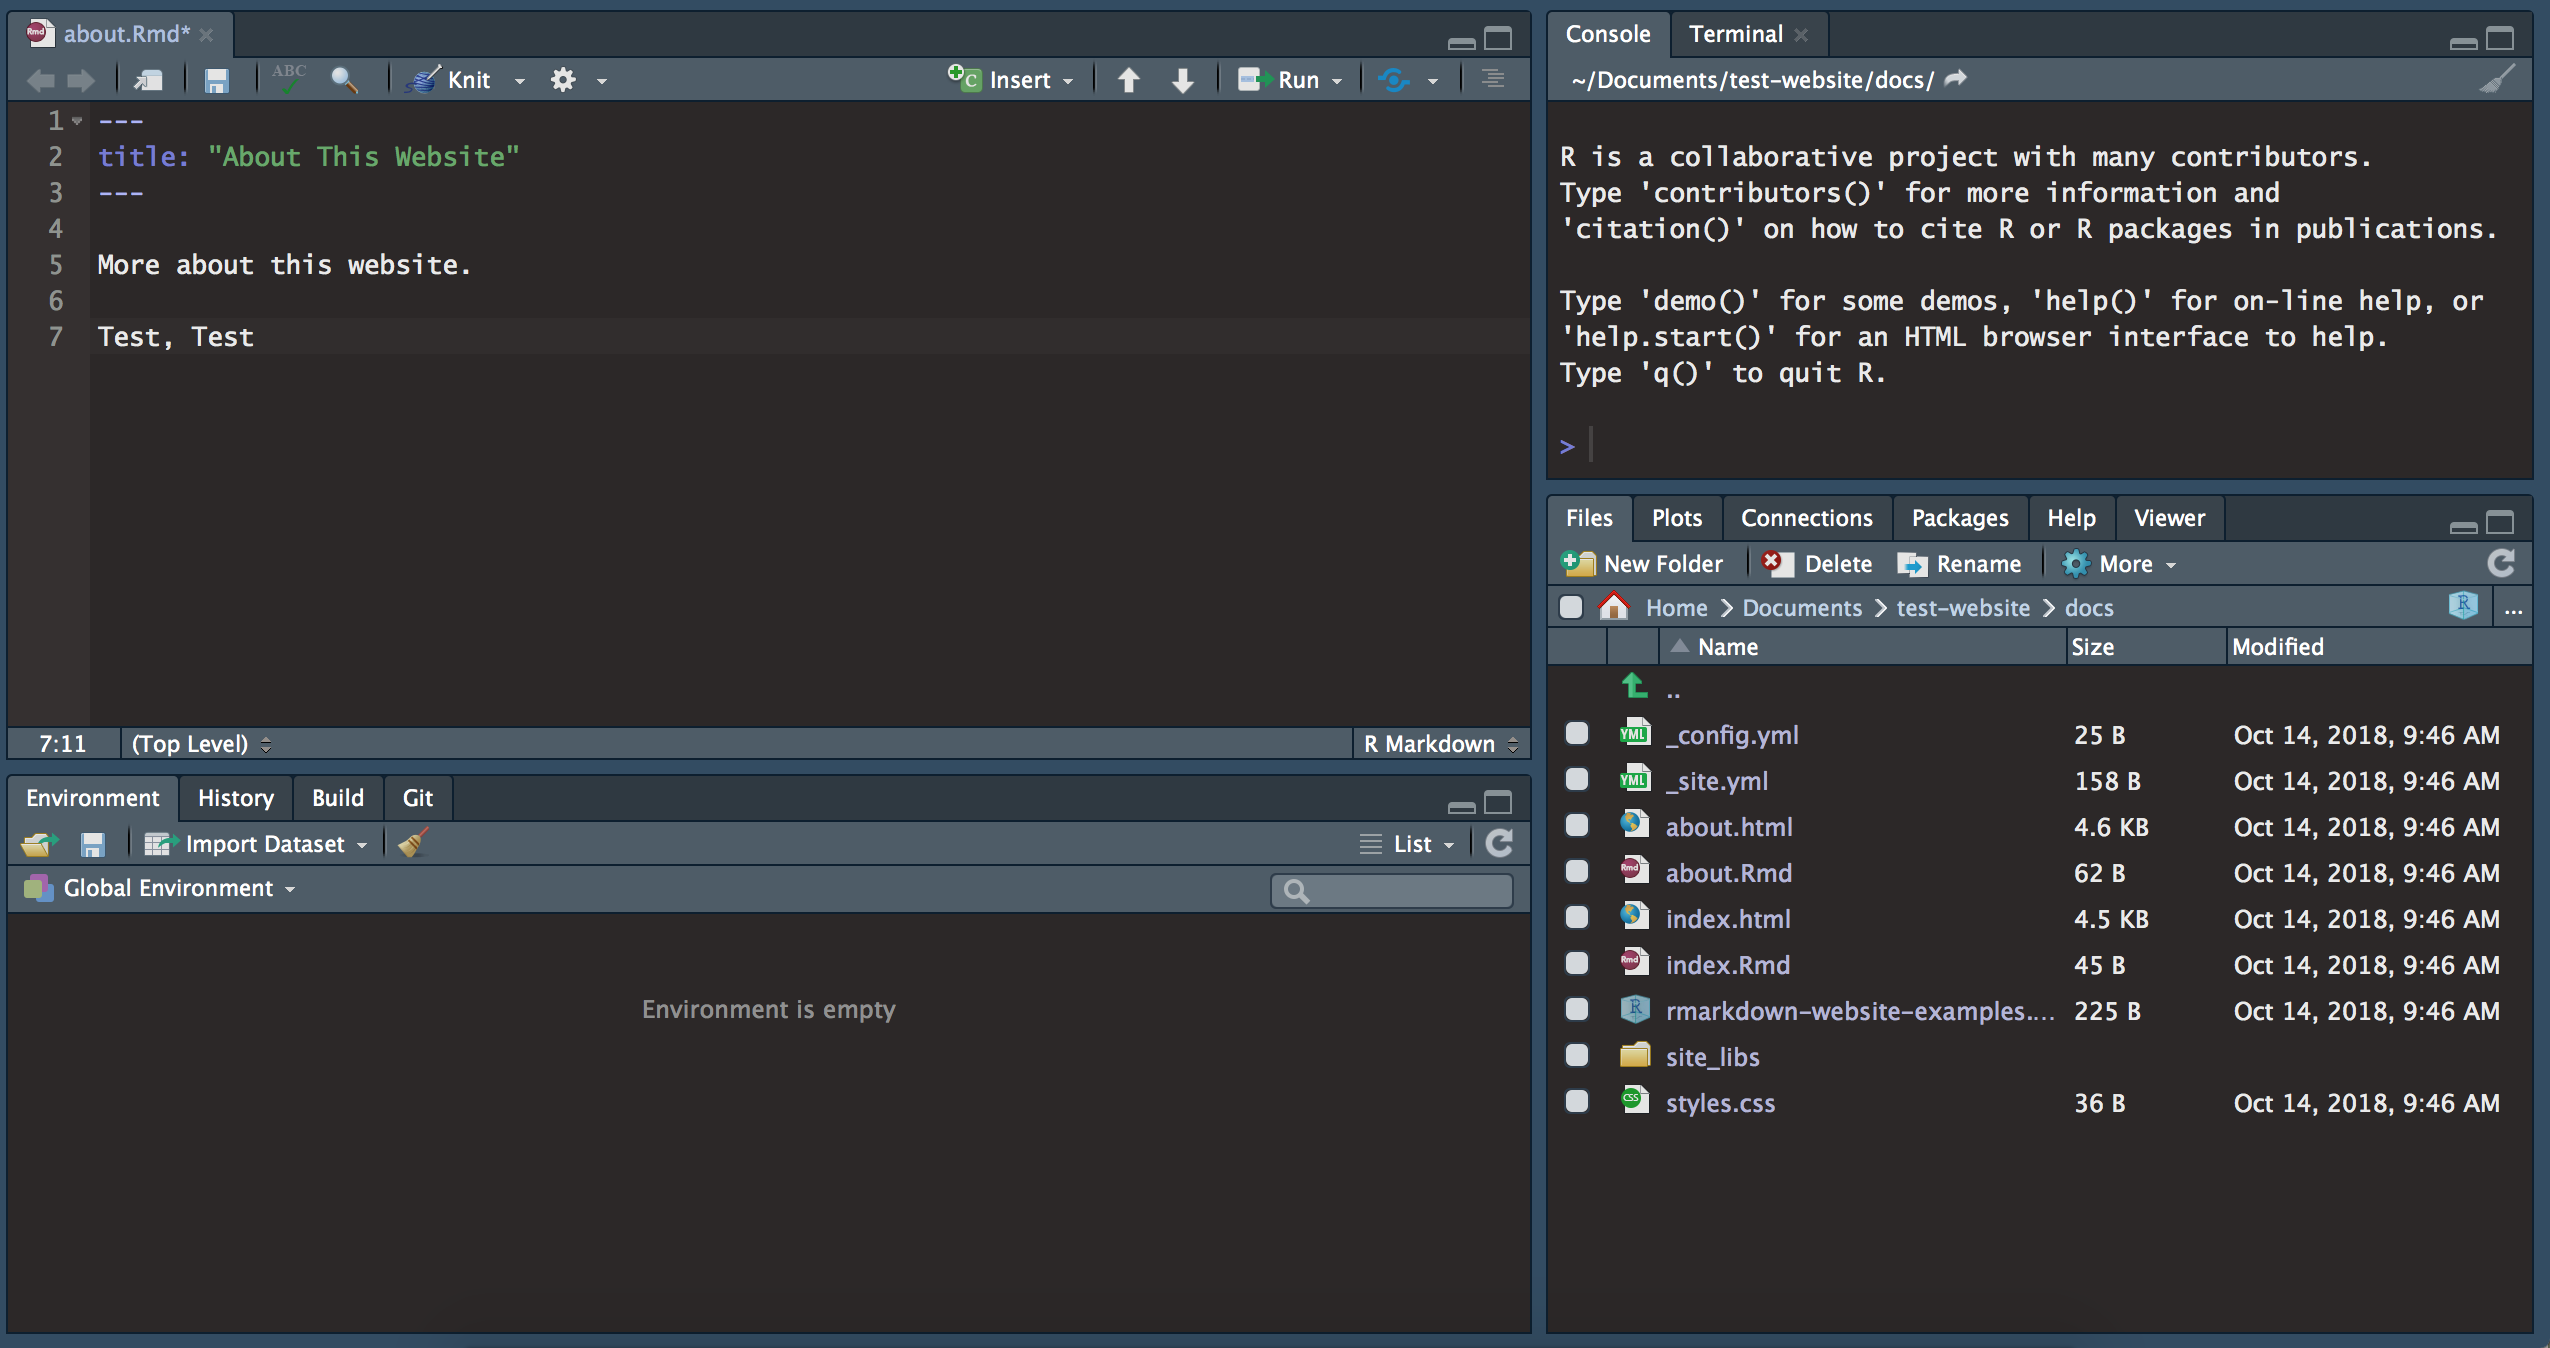 about.Rmd*
ABC Knit Insert Run
1 ---
2 title: "About This Website"
3 ---
4
5 More about this website.
6
7 Test, Test
7:11 (Top Level) R Markdown
Environment History Build Git
Import Dataset List
Global Environment
Environment is empty
Console Terminal
~/Documents/test-website/docs/
R is a collaborative project with many contributors.
Type 'contributors()' for more information and
'citation()' on how to cite R or R packages in publications.
Type 'demo()' for some demos, 'help()' for on-line help, or
'help.start()' for an HTML browser interface to help.
Type 'q()' to quit R.
>
Files Plots Connections Packages Help Viewer
New Folder Delete Rename More
Home > Documents > test-website > docs ...
Name Size Modified
..
_config.yml 25 B Oct 14, 2018, 9:46 AM
_site.yml 158 B Oct 14, 2018, 9:46 AM
about.html 4.6 KB Oct 14, 2018, 9:46 AM
about.Rmd 62 B Oct 14, 2018, 9:46 AM
index.html 4.5 KB Oct 14, 2018, 9:46 AM
index.Rmd 45 B Oct 14, 2018, 9:46 AM
rmarkdown-website-examples.... 225 B Oct 14, 2018, 9:46 AM
site_libs
styles.css 36 B Oct 14, 2018, 9:46 AM